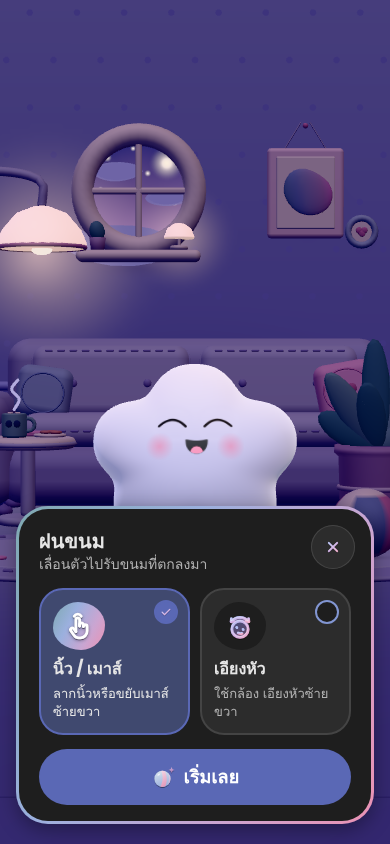 ฝนขนม
เลื่อนตัวไปรับขนมที่ตกลงมา
นิ้ว / เมาส์
ลากนิ้วหรือขยับเมาส์
ซ้ายขวา
เอียงหัว
ใช้กล้อง เอียงหัวซ้าย
ขวา
เริ่มเลย